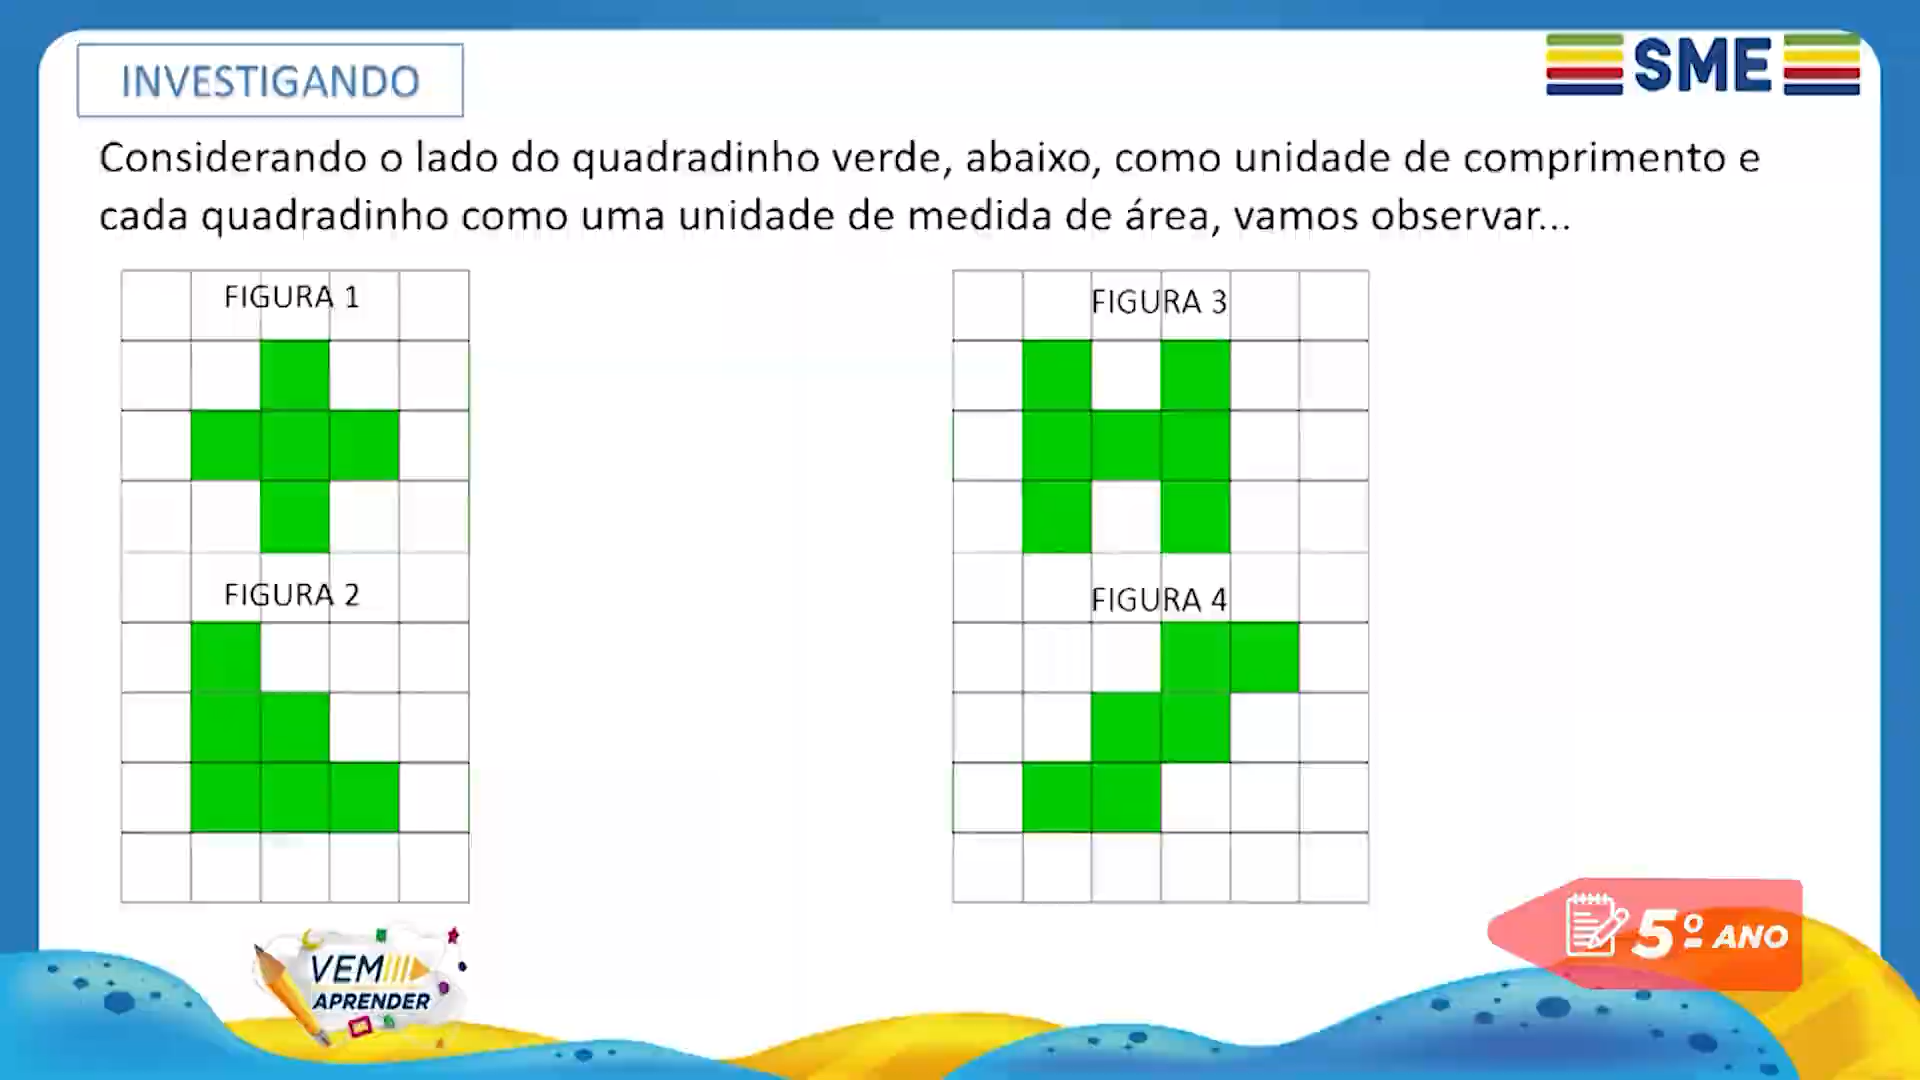 INVESTIGANDO
SME
Considerando o lado do quadradinho verde, abaixo, como unidade de comprimento e
cada quadradinho como uma unidade de medida de área, vamos observar...
FIGURA 1
FIGURA 3
FIGURA 2
FIGURA 4
5º ANO
VEM
APRENDER